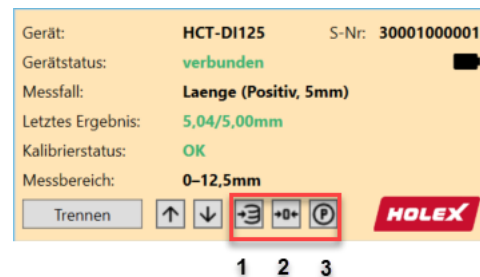 Gerät: HCT-DI125 S-Nr: 30001000001
Gerätstatus: verbunden
Messfall: Laenge (Positiv, 5mm)
Letztes Ergebnis: 5,04/5,00mm
Kalibrierstatus: OK
Messbereich: 0–12,5mm
Trennen ↑ ↓ →0← P HOLEX
1 2 3